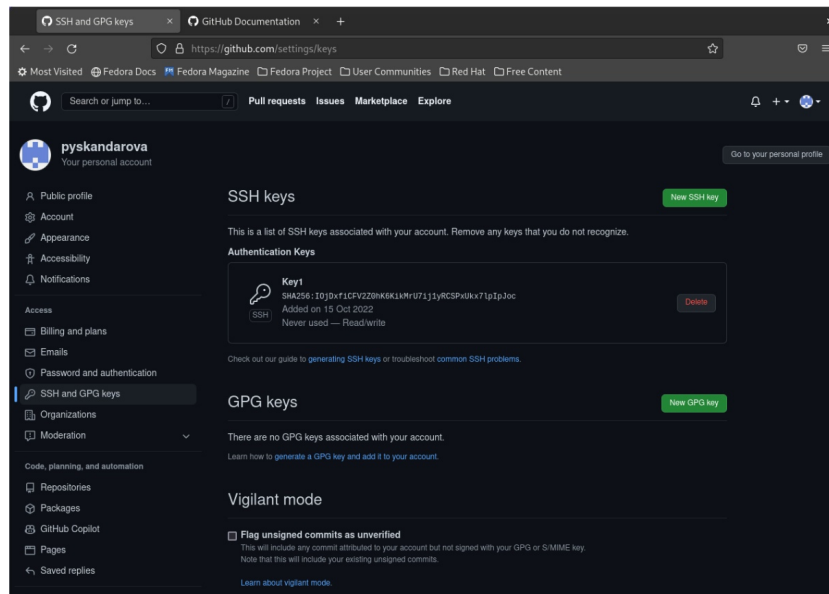 SSH and GPG keys
GitHub Documentation
https://github.com/settings/keys
Most Visited Fedora Docs Fedora Magazine Fedora Project User Communities Red Hat Free Content
Search or jump to... / Pull requests Issues Marketplace Explore
pyskandarova
Your personal account
Go to your personal profile
Public profile
Account
Appearance
Accessibility
Notifications
Access
Billing and plans
Emails
Password and authentication
SSH and GPG keys
Organizations
Moderation
Code, planning, and automation
Repositories
Packages
GitHub Copilot
Pages
Saved replies
SSH keys
New SSH key
This is a list of SSH keys associated with your account. Remove any keys that you do not recognize.
Authentication Keys
Key1
SHA256:IOjDxfiCFV2Z0hK6KikMrU7ij1yRCSPxUkx7lpIpJoc
SSH
Added on 15 Oct 2022
Never used — Read/write
Delete
Check out our guide to generating SSH keys or troubleshoot common SSH problems.
GPG keys
New GPG key
There are no GPG keys associated with your account.
Learn how to generate a GPG key and add it to your account.
Vigilant mode
Flag unsigned commits as unverified
This will include any commit attributed to your account but not signed with your GPG or S/MIME key.
Note that this will include your existing unsigned commits.
Learn about vigilant mode.